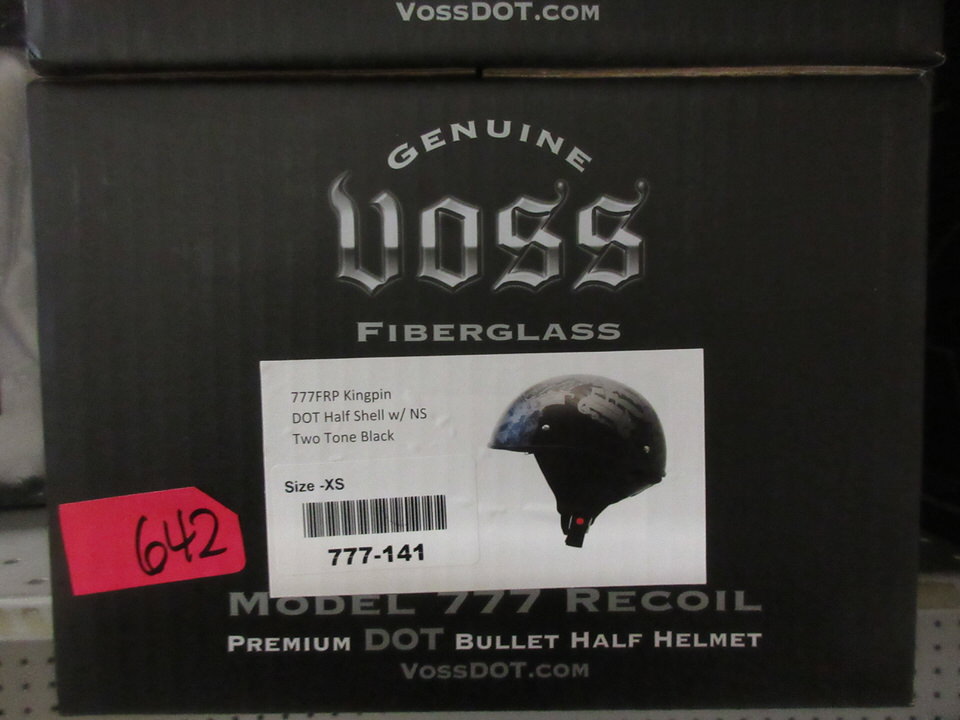 VossDOT.com
GENUINE
Voss
FIBERGLASS
777FRP Kingpin
DOT Half Shell w/ NS
Two Tone Black
Size -XS
777-141
642
MODEL 777 RECOIL
PREMIUM DOT BULLET HALF HELMET
VossDOT.com